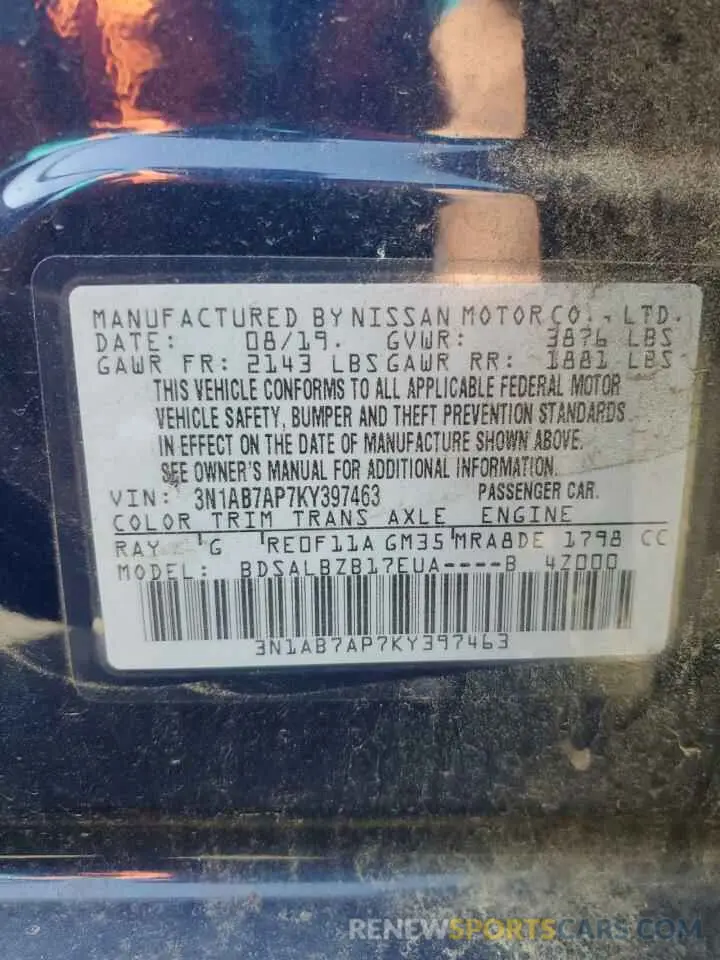 MANUFACTURED BY NISSAN MOTOR CO., LTD.
DATE: 08/19. GVWR: 3876 LBS
GAWR FR: 2143 LBS GAWR RR: 1881 LBS
THIS VEHICLE CONFORMS TO ALL APPLICABLE FEDERAL MOTOR
VEHICLE SAFETY, BUMPER AND THEFT PREVENTION STANDARDS
IN EFFECT ON THE DATE OF MANUFACTURE SHOWN ABOVE.
SEE OWNER'S MANUAL FOR ADDITIONAL INFORMATION.
VIN: 3N1AB7AP7KY397463 PASSENGER CAR.
COLOR TRIM TRANS AXLE ENGINE
RAY G RE0F11A GM35 MRA8DE 1798 CC
MODEL: BDSALBZB17EUA----B 4Z000
3N1AB7AP7KY397463
RENEWSPORTSCARS.COM